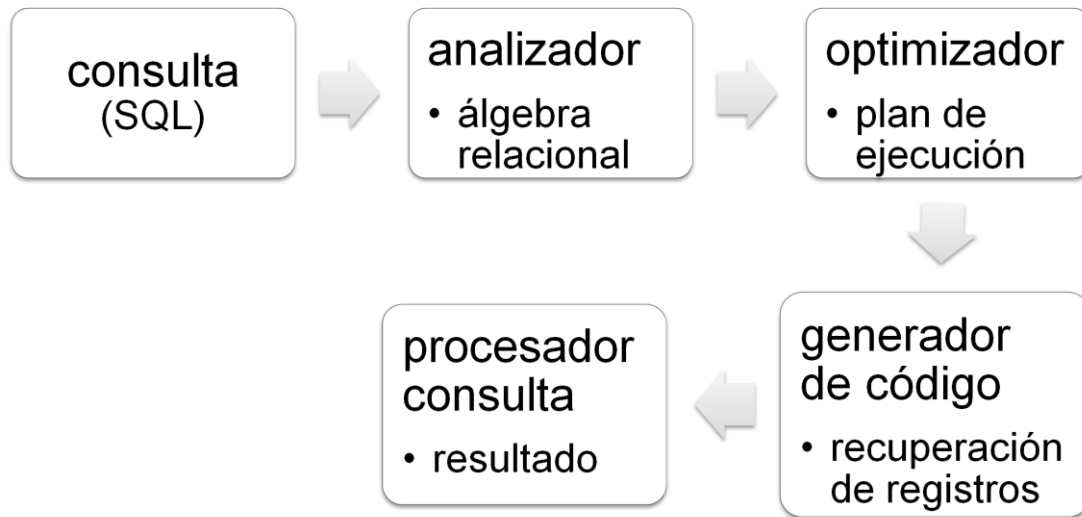 consulta
(SQL)
analizador
• álgebra
relacional
optimizador
• plan de
ejecución
generador
de código
• recuperación
de registros
procesador
consulta
• resultado